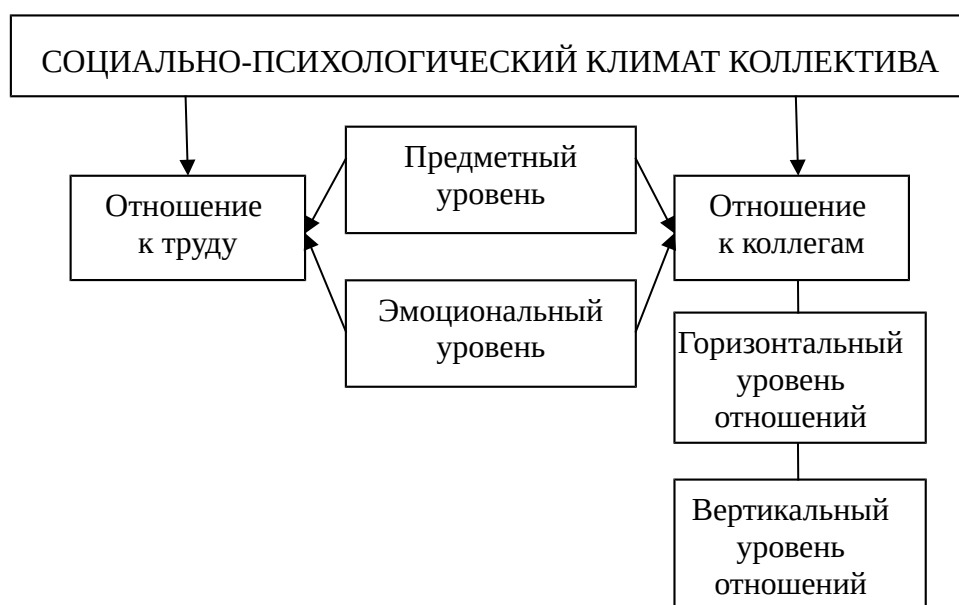 СОЦИАЛЬНО-ПСИХОЛОГИЧЕСКИЙ КЛИМАТ КОЛЛЕКТИВА
Предметный
уровень
Отношение
к труду
Отношение
к коллегам
Эмоциональный
уровень
Горизонтальный
уровень
отношений
Вертикальный
уровень
отношений